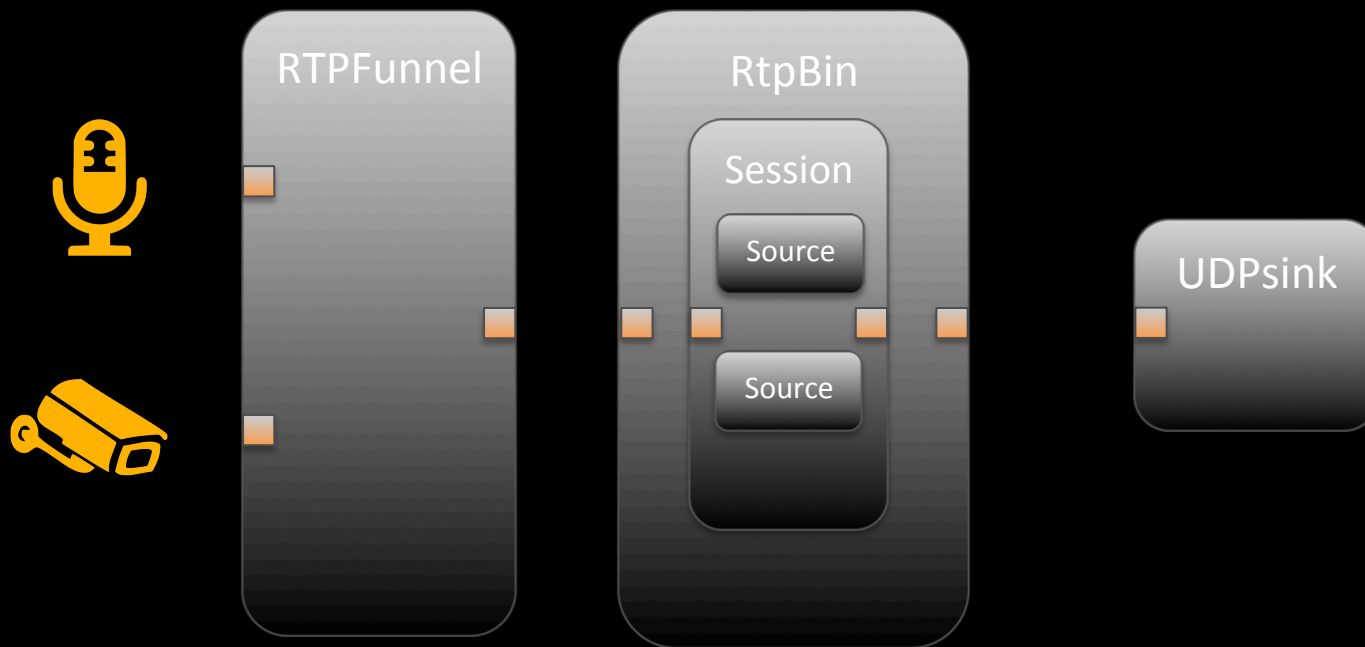 RTPFunnel
RtpBin
Session
Source
Source
UDPsink